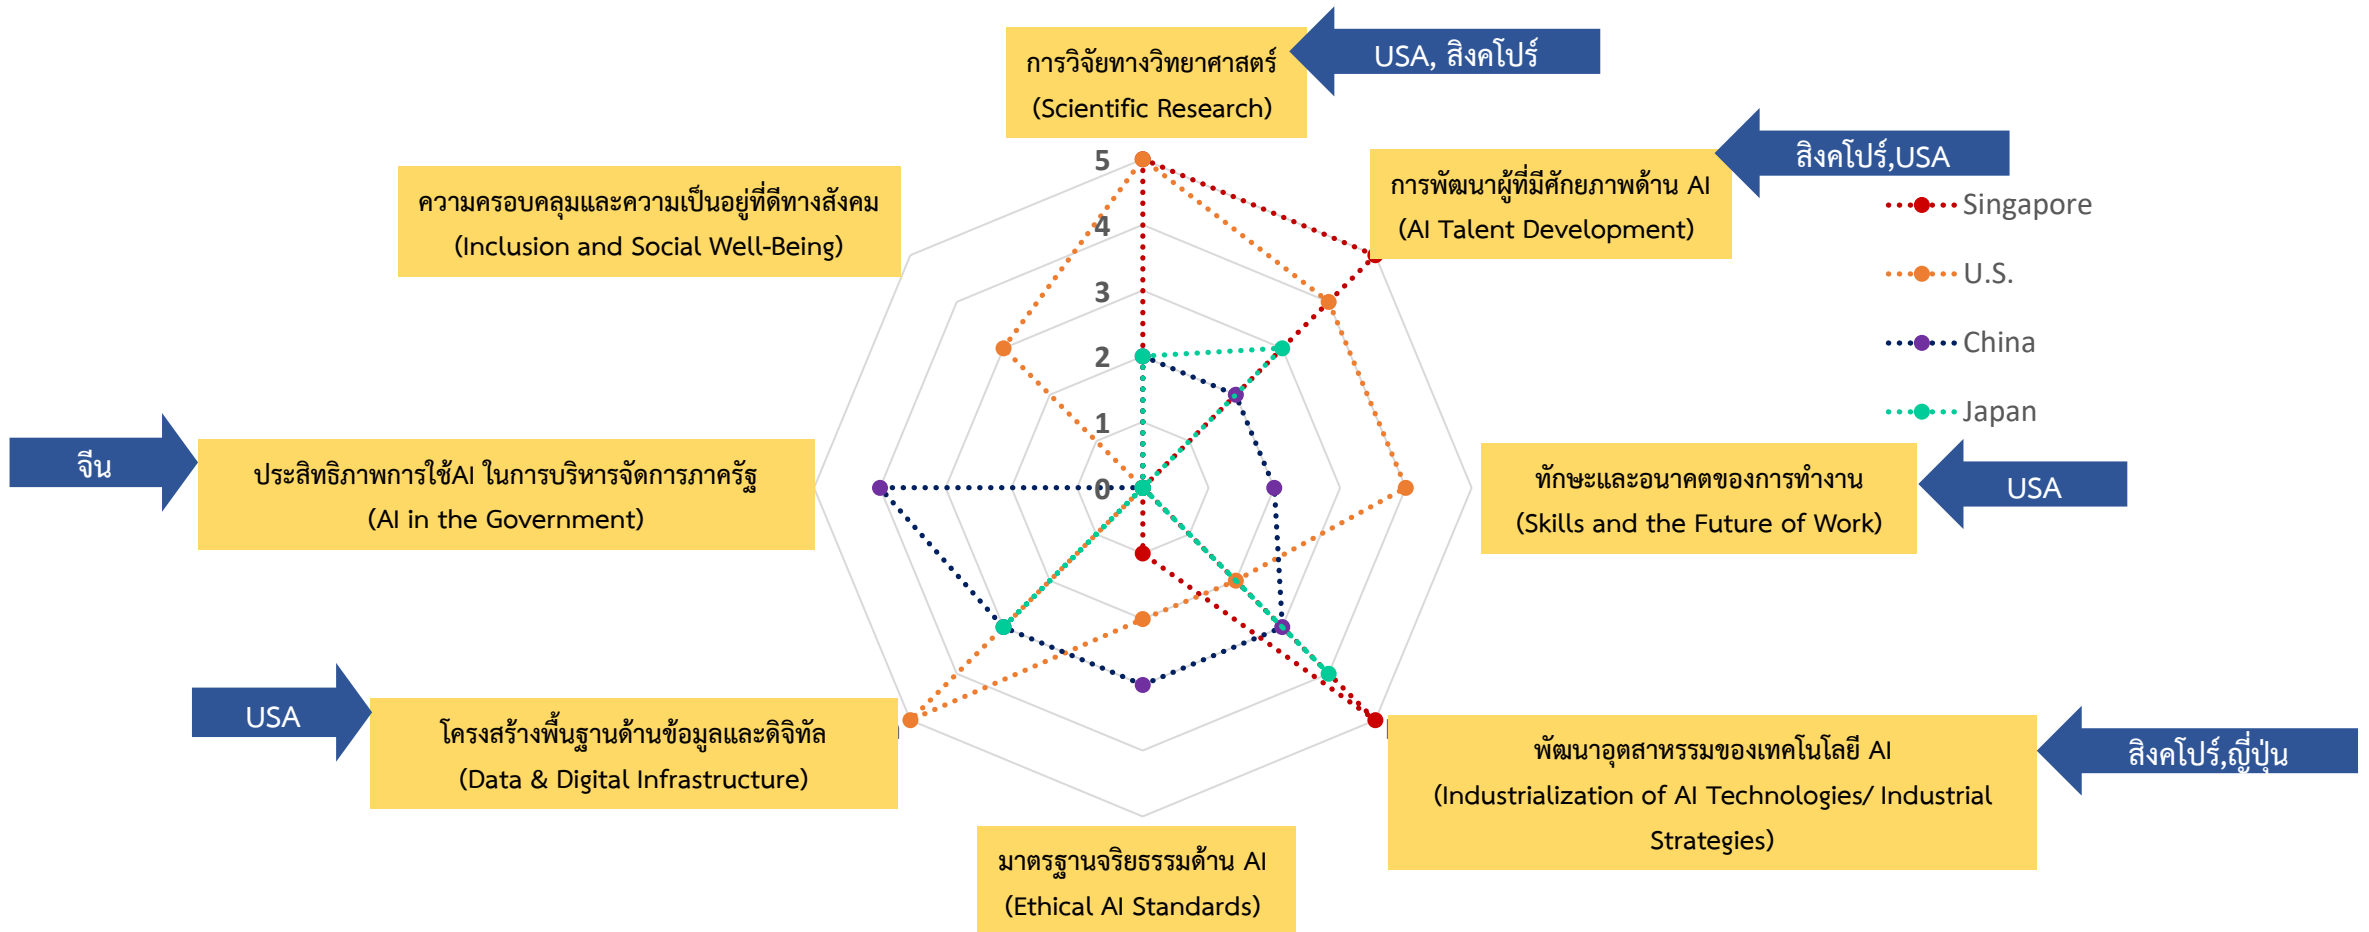 การวิจัยทางวิทยาศาสตร์
(Scientific Research)
USA, สิงคโปร์
การพัฒนาผู้ที่มีศักยภาพด้าน AI
(AI Talent Development)
สิงคโปร์,USA
ความครอบคลุมและความเป็นอยู่ที่ดีทางสังคม
(Inclusion and Social Well-Being)
5
4
3
2
1
0
Singapore
U.S.
China
Japan
จีน
ประสิทธิภาพการใช้AI ในการบริหารจัดการภาครัฐ
(AI in the Government)
ทักษะและอนาคตของการทำงาน
(Skills and the Future of Work)
USA
USA
โครงสร้างพื้นฐานด้านข้อมูลและดิจิทัล
(Data & Digital Infrastructure)
พัฒนาอุตสาหรรมของเทคโนโลยี AI
(Industrialization of AI Technologies/ Industrial
Strategies)
สิงคโปร์,ญี่ปุ่น
มาตรฐานจริยธรรมด้าน AI
(Ethical AI Standards)